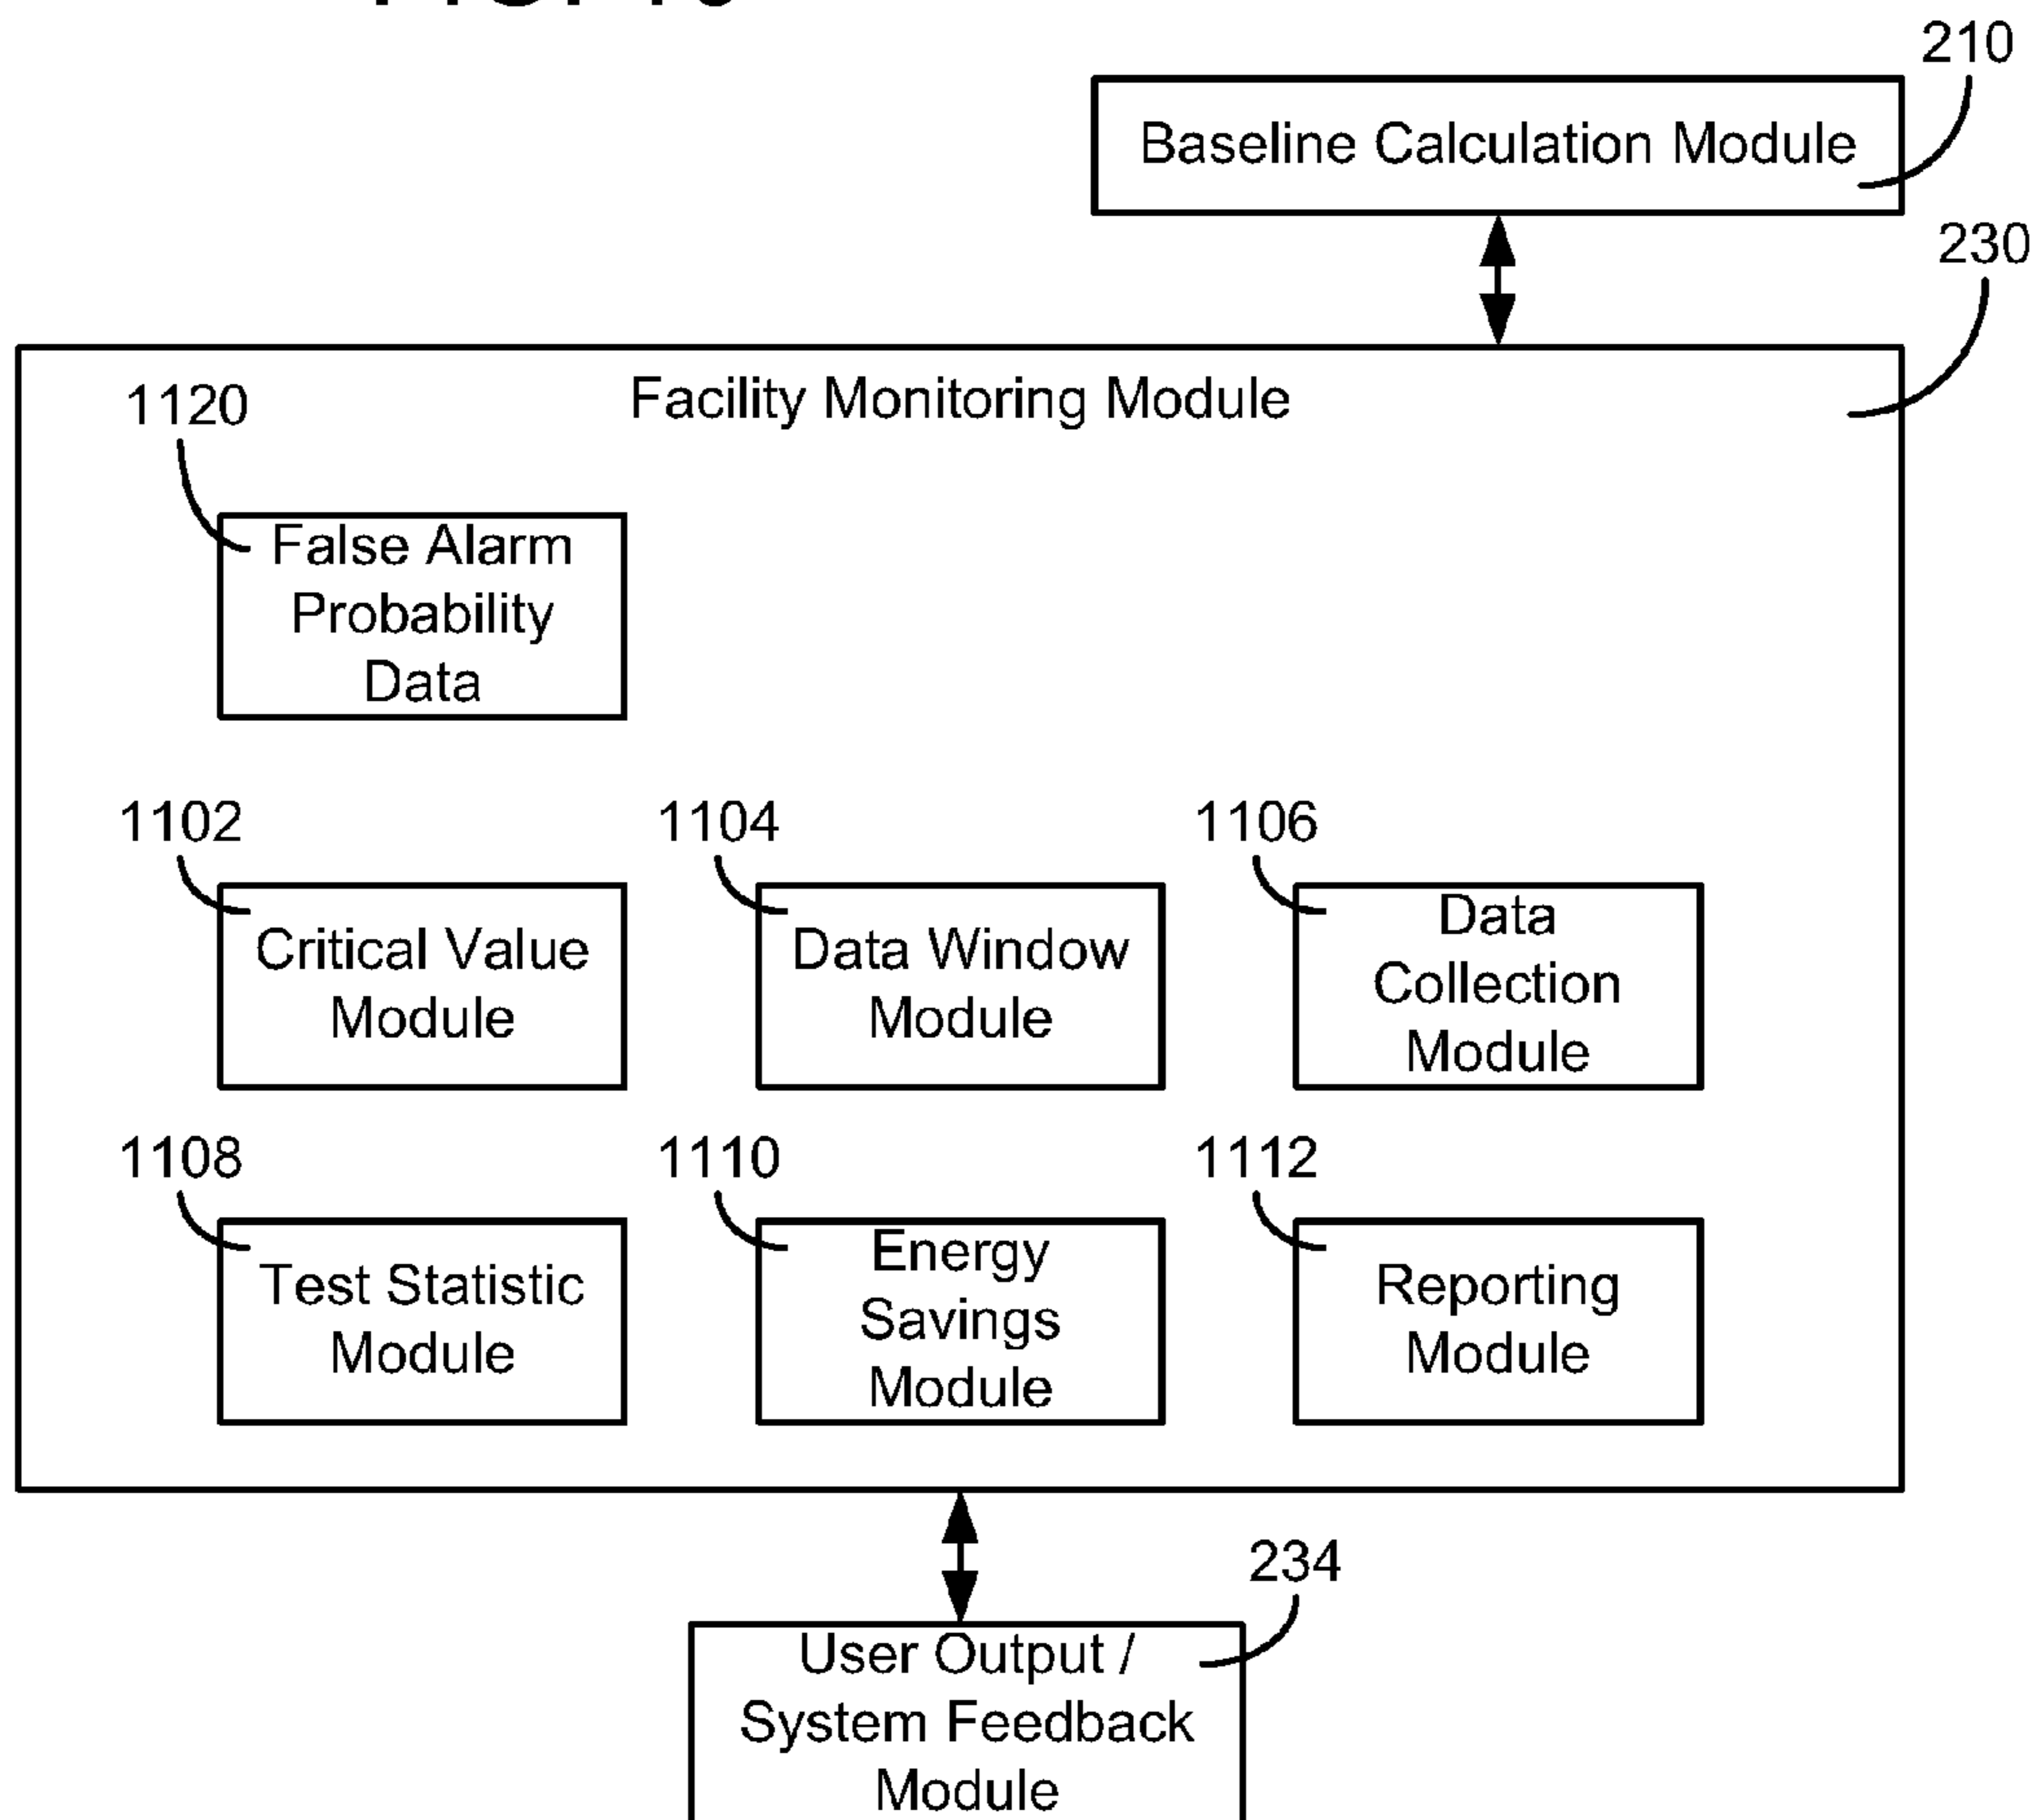 210
Baseline Calculation Module
230
Facility Monitoring Module
1120
False Alarm
Probability
Data
1102
1104
1106
Critical Value
Module
Data Window
Module
Data
Collection
Module
1108
1110
1112
Test Statistic
Module
Energy
Savings
Module
Reporting
Module
234
User Output /
System Feedback
Module